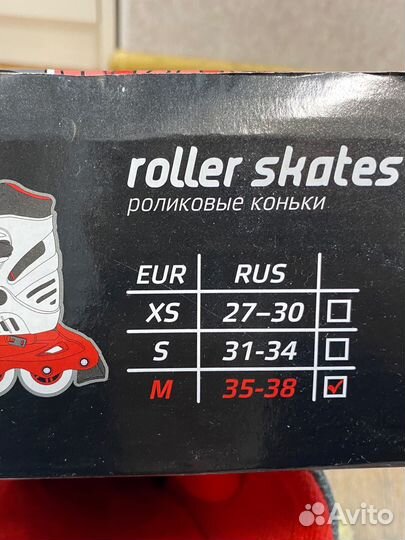 roller skates
роликовые коньки
EUR RUS
XS 27–30
S 31-34
M 35-38
Avito